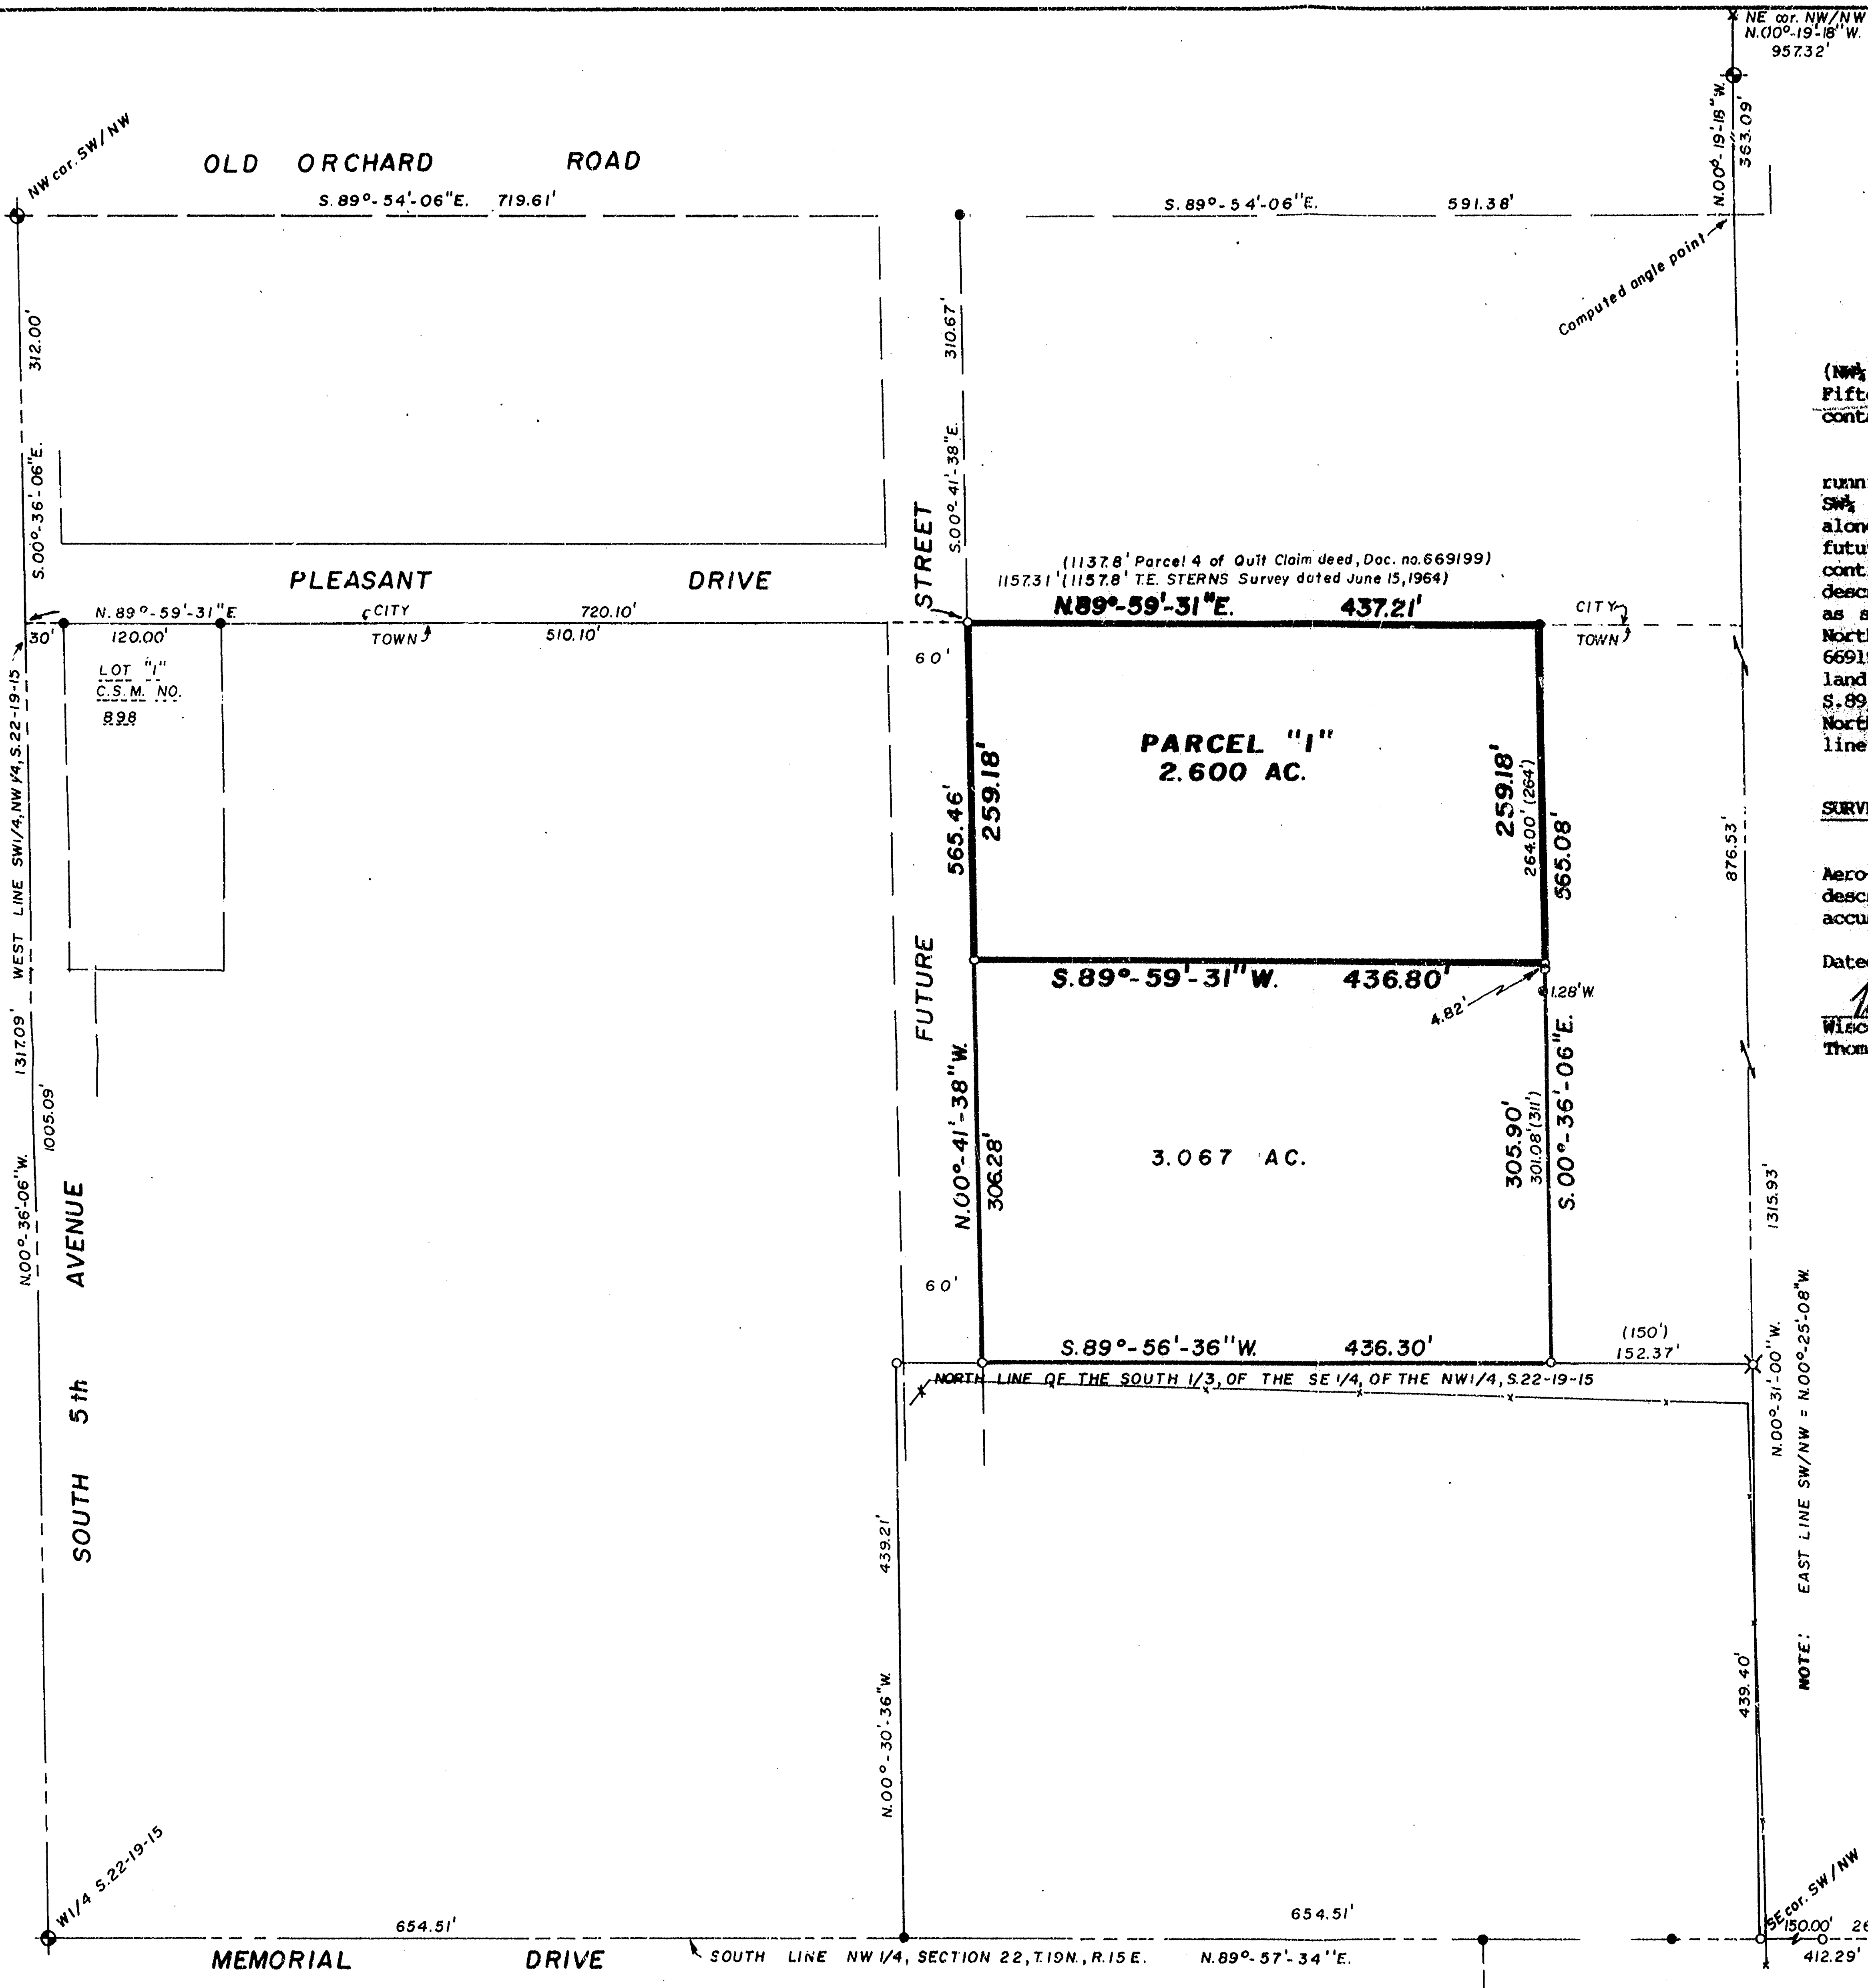 NE cor. NW/NW
N.00°-19'-18"W.
957.32'
N.00°-19'-18"W.
363.09'
NW cor. SW/NW
OLD ORCHARD ROAD
S.89°-54'-06"E. 719.61'
S.89°-54'-06"E. 591.38'
Computed angle point
312.00'
S.00°-36'-06"E.
310.67'
S.00°-41'-38"E.
PLEASANT DRIVE
N.89°-59'-31"E.
CITY
720.10'
30'
120.00'
TOWN
510.10'
LOT "1"
C.S.M. NO.
898
STREET
(1137.8' Parcel 4 of Quit Claim deed, Doc. no. 669199)
1157.31' (1157.8' T.E. STERNS Survey dated June 15, 1964)
N.89°-59'-31"E. 437.21'
CITY
TOWN
60'
PARCEL "1"
2.600 AC.
565.46'
259.18'
259.18'
264.00' (264')
565.08'
876.53'
WEST LINE SW1/4, NW 1/4, S.22-19-15
1317.09'
S.89°-59'-31"W. 436.80'
4.82'
1.28'W.
FUTURE
N.00°-41'-38"W.
306.28'
3.067 AC.
305.90'
301.08' (311')
S.00°-36'-06"E.
1005.09'
N.00°-36'-06"W.
SOUTH 5th AVENUE
1315.93'
60'
S.89°-56'-36"W. 436.30'
(150')
152.37'
NORTH LINE OF THE SOUTH 1/3, OF THE SE 1/4, OF THE NW1/4, S.22-19-15
N.00°-31'-00"W.
NOTE: EAST LINE SW/NW = N.00°-25'-08"W.
439.21'
N.00°-30'-36"W.
439.40'
W1/4 S.22-19-15
654.51'
654.51'
SE cor. SW/NW
150.00' 26
412.29'
MEMORIAL DRIVE
SOUTH LINE NW 1/4, SECTION 22, T.19N., R.15E. N.89°-57'-34"E.
(NW¼
Fifte
conta
runn
SW¼
alon
futu
cont
desc
as s
Nort
6691
land
S.89
Nort
line
SURV
Aero-
desc
accu
Date
Wisc
Thom